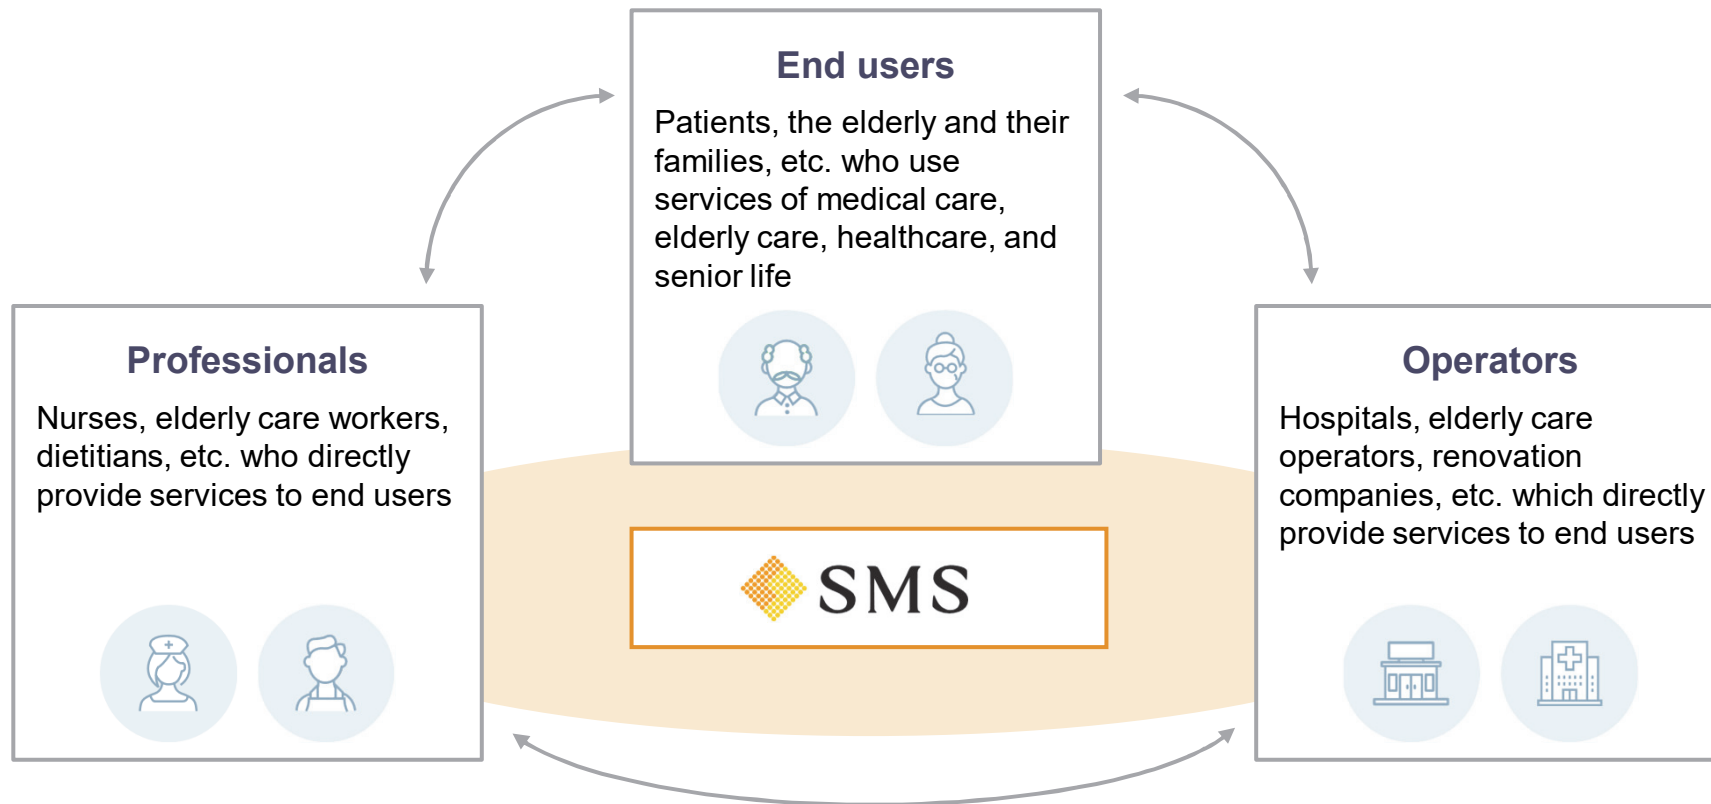 End users
Patients, the elderly and their
families, etc. who use
services of medical care,
elderly care, healthcare, and
senior life
Professionals
Nurses, elderly care workers,
dietitians, etc. who directly
provide services to end users
Operators
Hospitals, elderly care
operators, renovation
companies, etc. which directly
provide services to end users
SMS